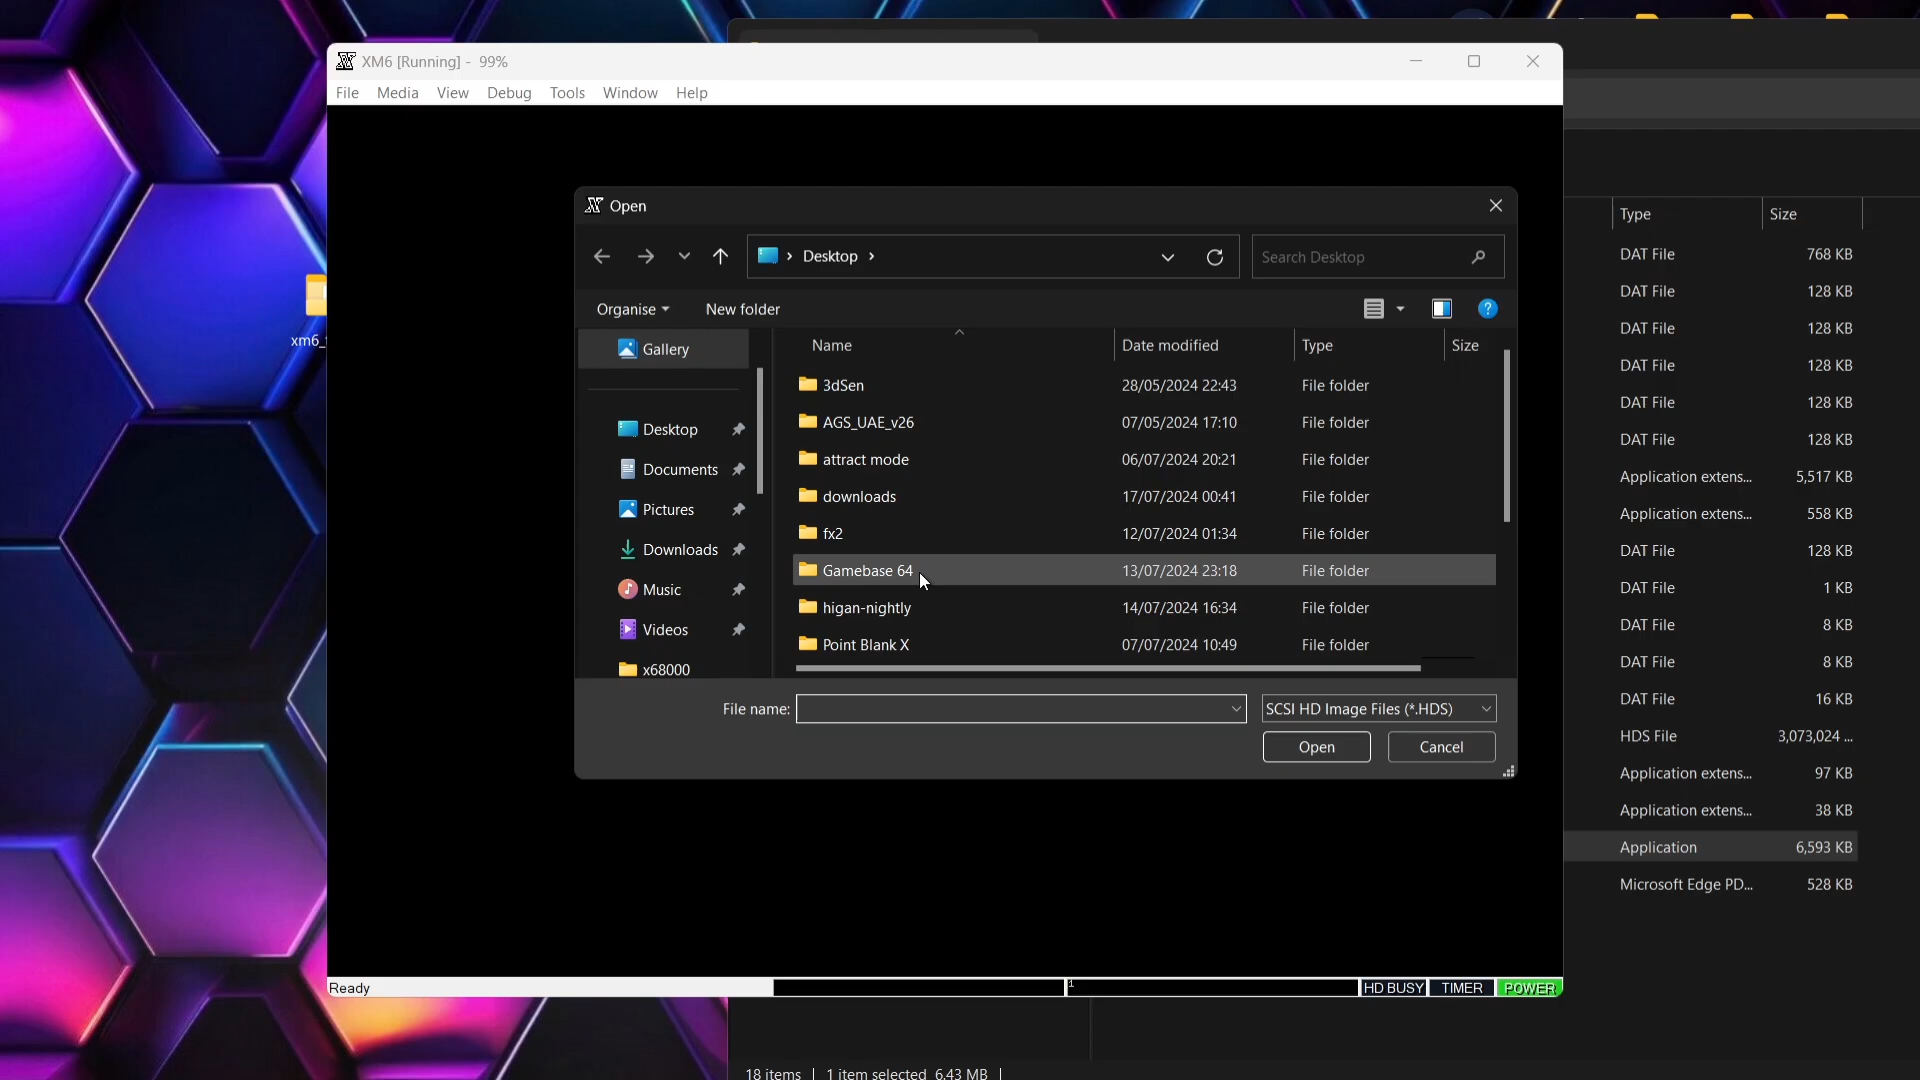 XM6 [Running] - 99%
File Media View Debug Tools Window Help
Open
Desktop
Search Desktop
Organise New folder
Gallery
Desktop
Documents
Pictures
Downloads
Music
Videos
x68000
Name Date modified Type Size
3dSen 28/05/2024 22:43 File folder
AGS_UAE_v26 07/05/2024 17:10 File folder
attract mode 06/07/2024 20:21 File folder
downloads 17/07/2024 00:41 File folder
fx2 12/07/2024 01:34 File folder
Gamebase 64 13/07/2024 23:18 File folder
higan-nightly 14/07/2024 16:34 File folder
Point Blank X 07/07/2024 10:49 File folder
File name: SCSI HD Image Files (*.HDS)
Open Cancel
Ready 1 HD BUSY TIMER POWER
xm6_
Type Size
DAT File 768 KB
DAT File 128 KB
DAT File 128 KB
DAT File 128 KB
DAT File 128 KB
DAT File 128 KB
Application extens... 5,517 KB
Application extens... 558 KB
DAT File 128 KB
DAT File 1 KB
DAT File 8 KB
DAT File 8 KB
DAT File 16 KB
HDS File 3,073,024 ...
Application extens... 97 KB
Application extens... 38 KB
Application 6,593 KB
Microsoft Edge PD... 528 KB
18 items 1 item selected 6.43 MB